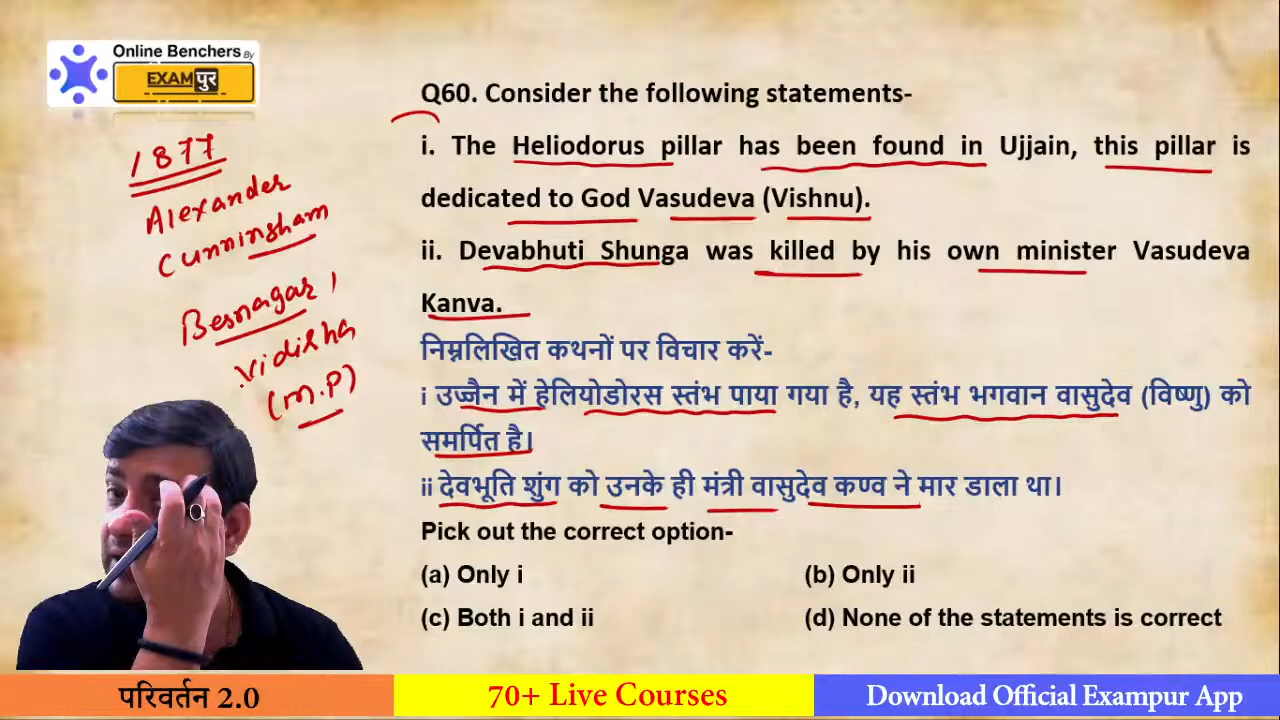 Online Benchers By
EXAMपुर
1877
Alexander
Cunningham
Besnagar,
Vidisha
(M.P)
Q60. Consider the following statements-
i. The Heliodorus pillar has been found in Ujjain, this pillar is
dedicated to God Vasudeva (Vishnu).
ii. Devabhuti Shunga was killed by his own minister Vasudeva
Kanva.
निम्नलिखित कथनों पर विचार करें-
i उज्जैन में हेलियोडोरस स्तंभ पाया गया है, यह स्तंभ भगवान वासुदेव (विष्णु) को
समर्पित है।
ii देवभूति शुंग को उनके ही मंत्री वासुदेव कण्व ने मार डाला था।
Pick out the correct option-
(a) Only i (b) Only ii
(c) Both i and ii (d) None of the statements is correct
परिवर्तन 2.0 70+ Live Courses Download Official Exampur App